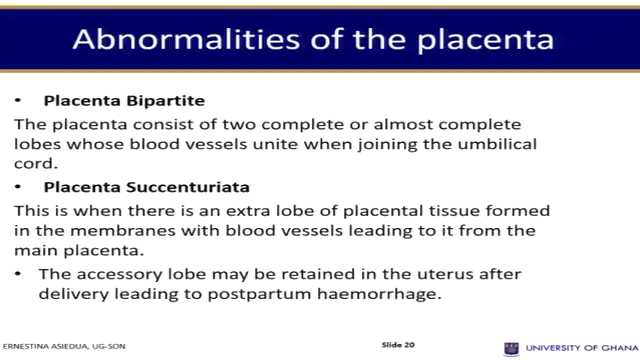 Abnormalities of the placenta
• Placenta Bipartite
The placenta consist of two complete or almost complete
lobes whose blood vessels unite when joining the umbilical
cord.
• Placenta Succenturiata
This is when there is an extra lobe of placental tissue formed
in the membranes with blood vessels leading to it from the
main placenta.
• The accessory lobe may be retained in the uterus after
delivery leading to postpartum haemorrhage.
ERNESTINA ASIEDUA, UG-SON
Slide 20
UNIVERSITY OF GHANA